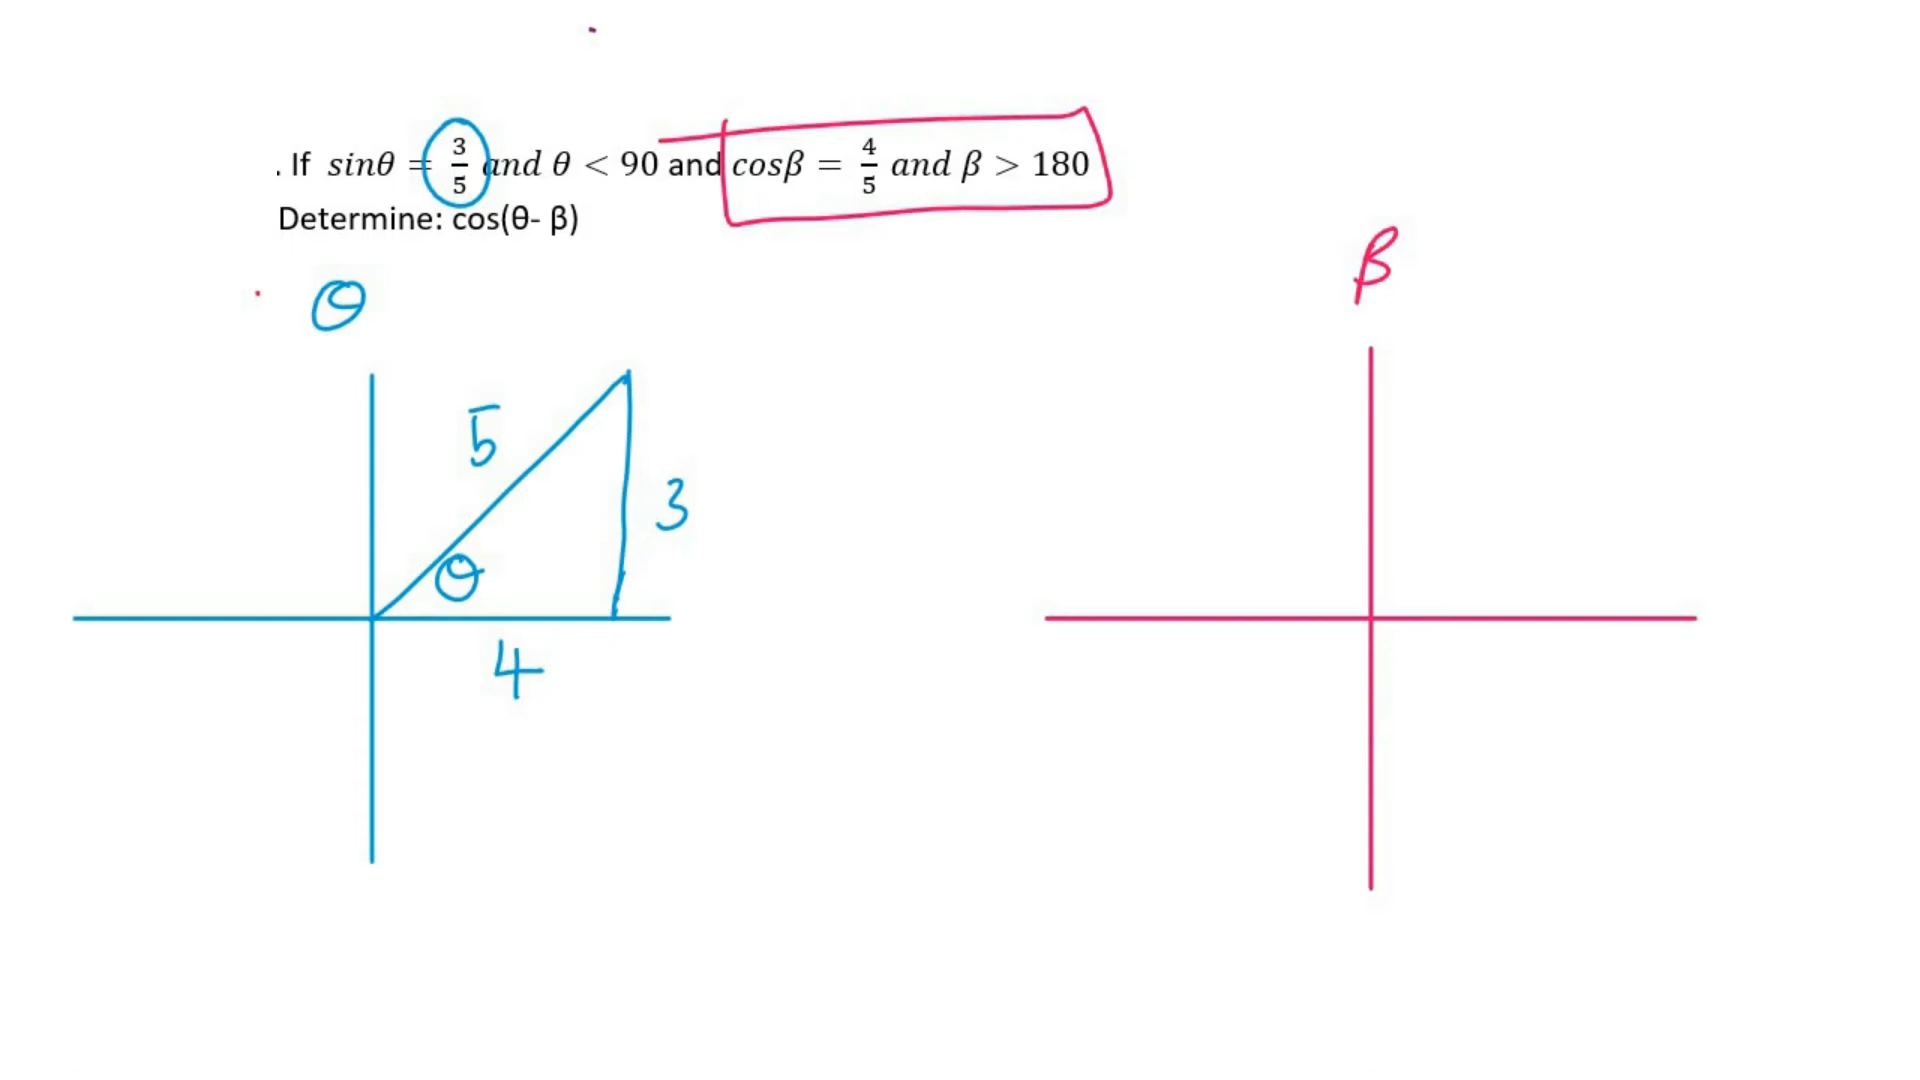 . If sinθ = 3/5 and θ < 90 and cosβ = 4/5 and β > 180
Determine: cos(θ- β)
θ
β
5
3
θ
4